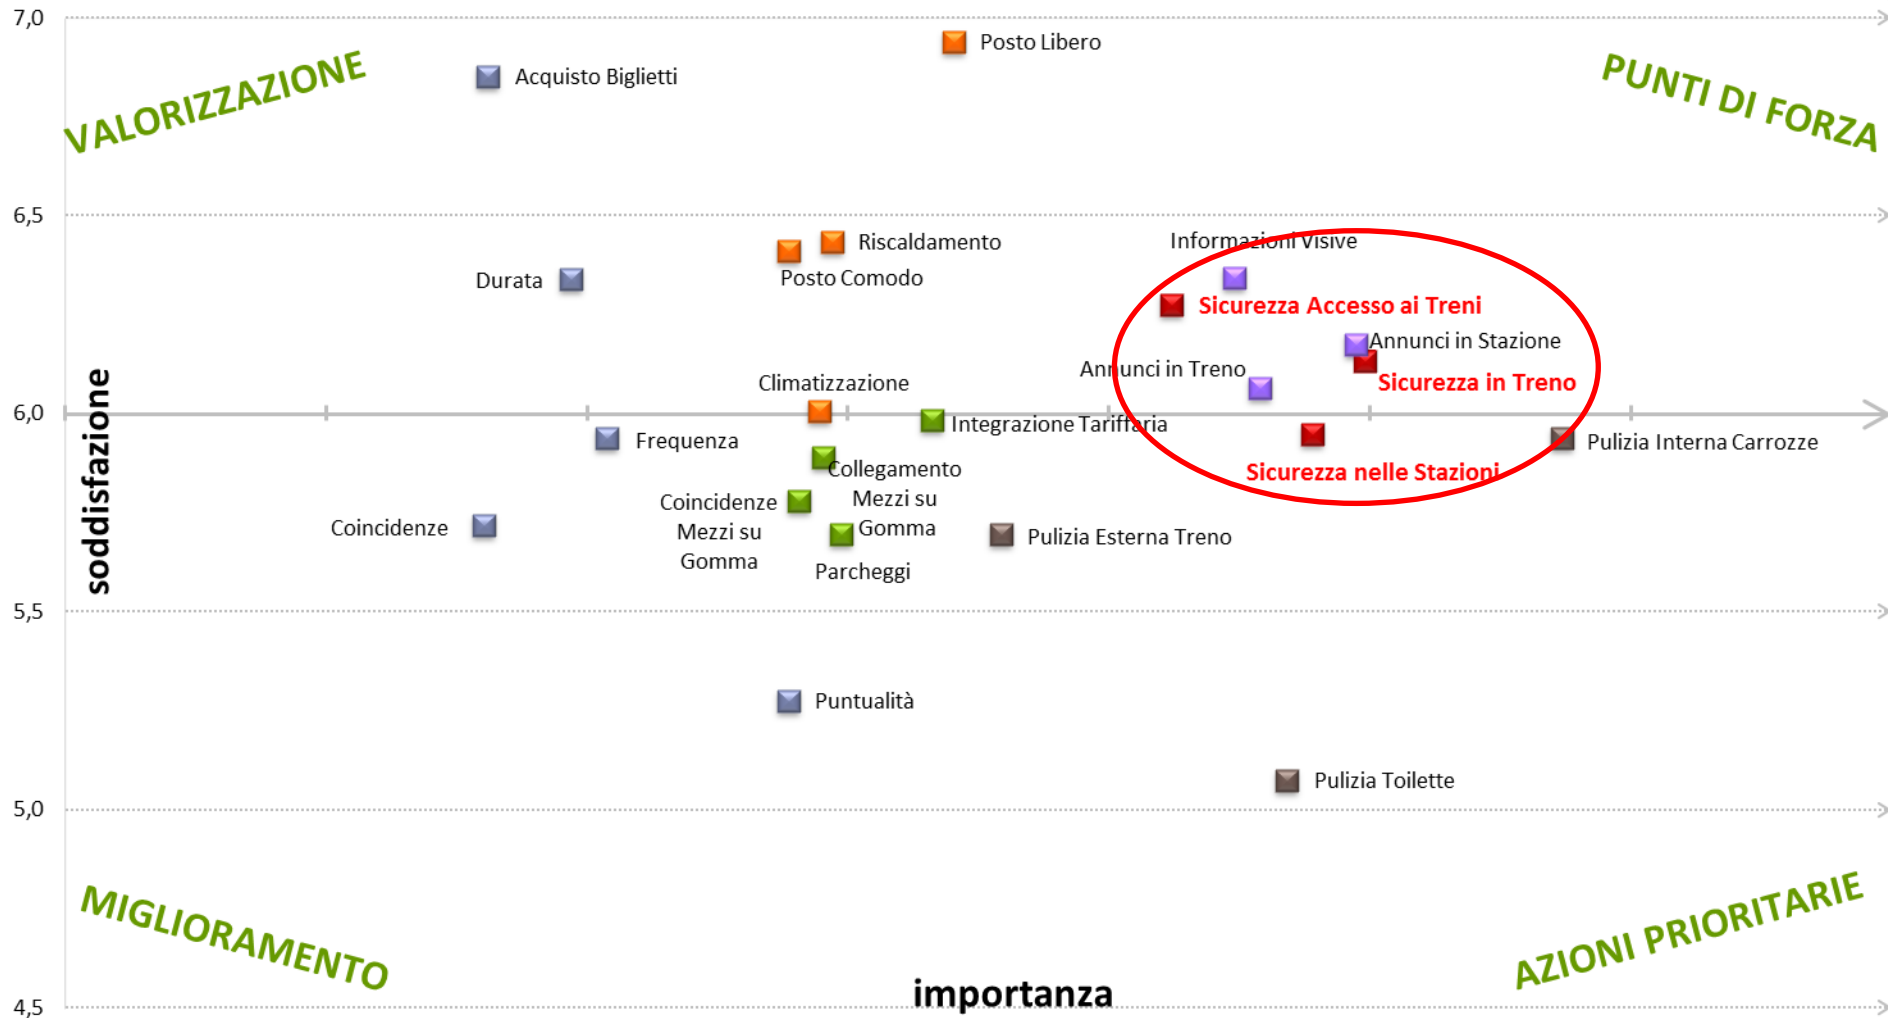 7,0
Posto Libero
Acquisto Biglietti
VALORIZZAZIONE
PUNTI DI FORZA
6,5
Riscaldamento
Informazioni Visive
Durata
Posto Comodo
Sicurezza Accesso ai Treni
Annunci in Stazione
Annunci in Treno
Sicurezza in Treno
Climatizzazione
6,0
soddisfazione
Integrazione Tariffaria
Frequenza
Pulizia Interna Carrozze
Collegamento
Mezzi su
Gomma
Sicurezza nelle Stazioni
Coincidenze
Mezzi su
Gomma
Coincidenze
Pulizia Esterna Treno
Parcheggi
5,5
Puntualità
Pulizia Toilette
5,0
MIGLIORAMENTO
AZIONI PRIORITARIE
importanza
4,5